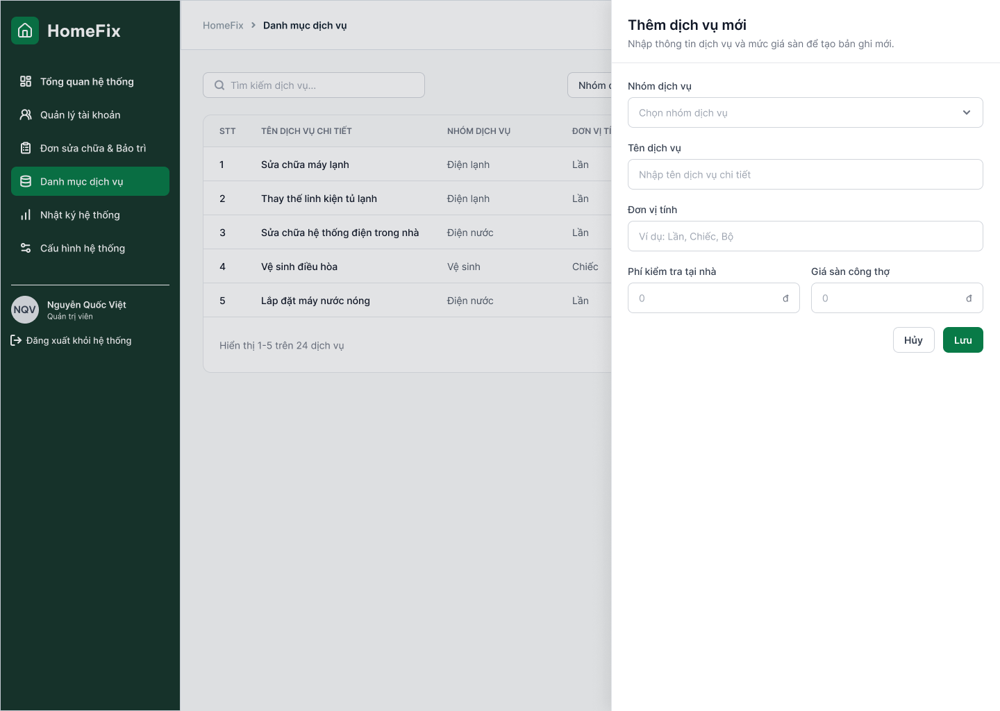 HomeFix
Tổng quan hệ thống
Quản lý tài khoản
Đơn sửa chữa & Bảo trì
Danh mục dịch vụ
Nhật ký hệ thống
Cấu hình hệ thống
NQV
Nguyễn Quốc Việt
Quản trị viên
Đăng xuất khỏi hệ thống
HomeFix > Danh mục dịch vụ
Tìm kiếm dịch vụ...
Nhóm
STT TÊN DỊCH VỤ CHI TIẾT NHÓM DỊCH VỤ ĐƠN VỊ TÍ
1 Sửa chữa máy lạnh Điện lạnh Lần
2 Thay thế linh kiện tủ lạnh Điện lạnh Lần
3 Sửa chữa hệ thống điện trong nhà Điện nước Lần
4 Vệ sinh điều hòa Vệ sinh Chiếc
5 Lắp đặt máy nước nóng Điện nước Lần
Hiển thị 1-5 trên 24 dịch vụ
Thêm dịch vụ mới
Nhập thông tin dịch vụ và mức giá sàn để tạo bản ghi mới.
Nhóm dịch vụ
Chọn nhóm dịch vụ
Tên dịch vụ
Nhập tên dịch vụ chi tiết
Đơn vị tính
Ví dụ: Lần, Chiếc, Bộ
Phí kiểm tra tại nhà Giá sàn công thợ
0 đ 0 đ
Hủy Lưu